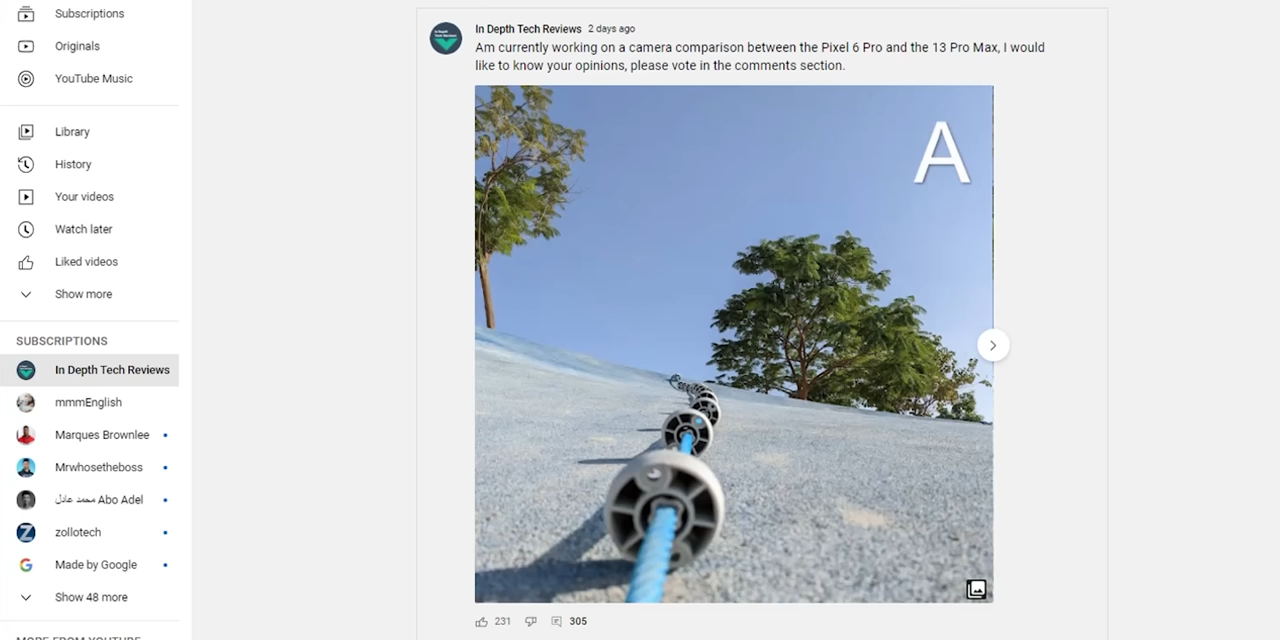 Subscriptions
Originals
YouTube Music
Library
History
Your videos
Watch later
Liked videos
Show more
SUBSCRIPTIONS
In Depth Tech Reviews
mmmEnglish
Marques Brownlee
Mrwhosetheboss
محمد عادل Abo Adel
zollotech
Made by Google
Show 48 more
MORE FROM YOUTUBE
In Depth Tech Reviews 2 days ago
Am currently working on a camera comparison between the Pixel 6 Pro and the 13 Pro Max, I would
like to know your opinions, please vote in the comments section.
A
231 305